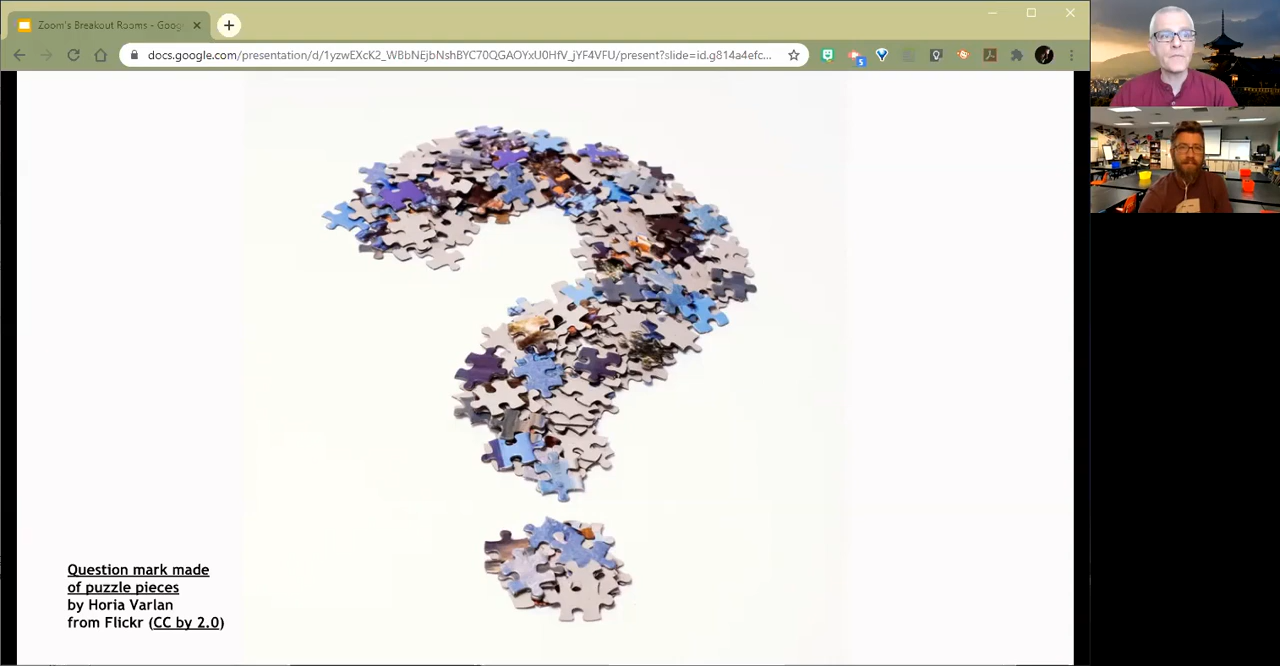 Zoom's Breakout Rooms - Goog
docs.google.com/presentation/d/1yzwEXcK2_WBbNEjbNshBYC70QGAOYxU0HfV_jYF4VFU/present?slide=id.g814a4efc...
5
Question mark made
of puzzle pieces
by Horia Varlan
from Flickr (CC by 2.0)